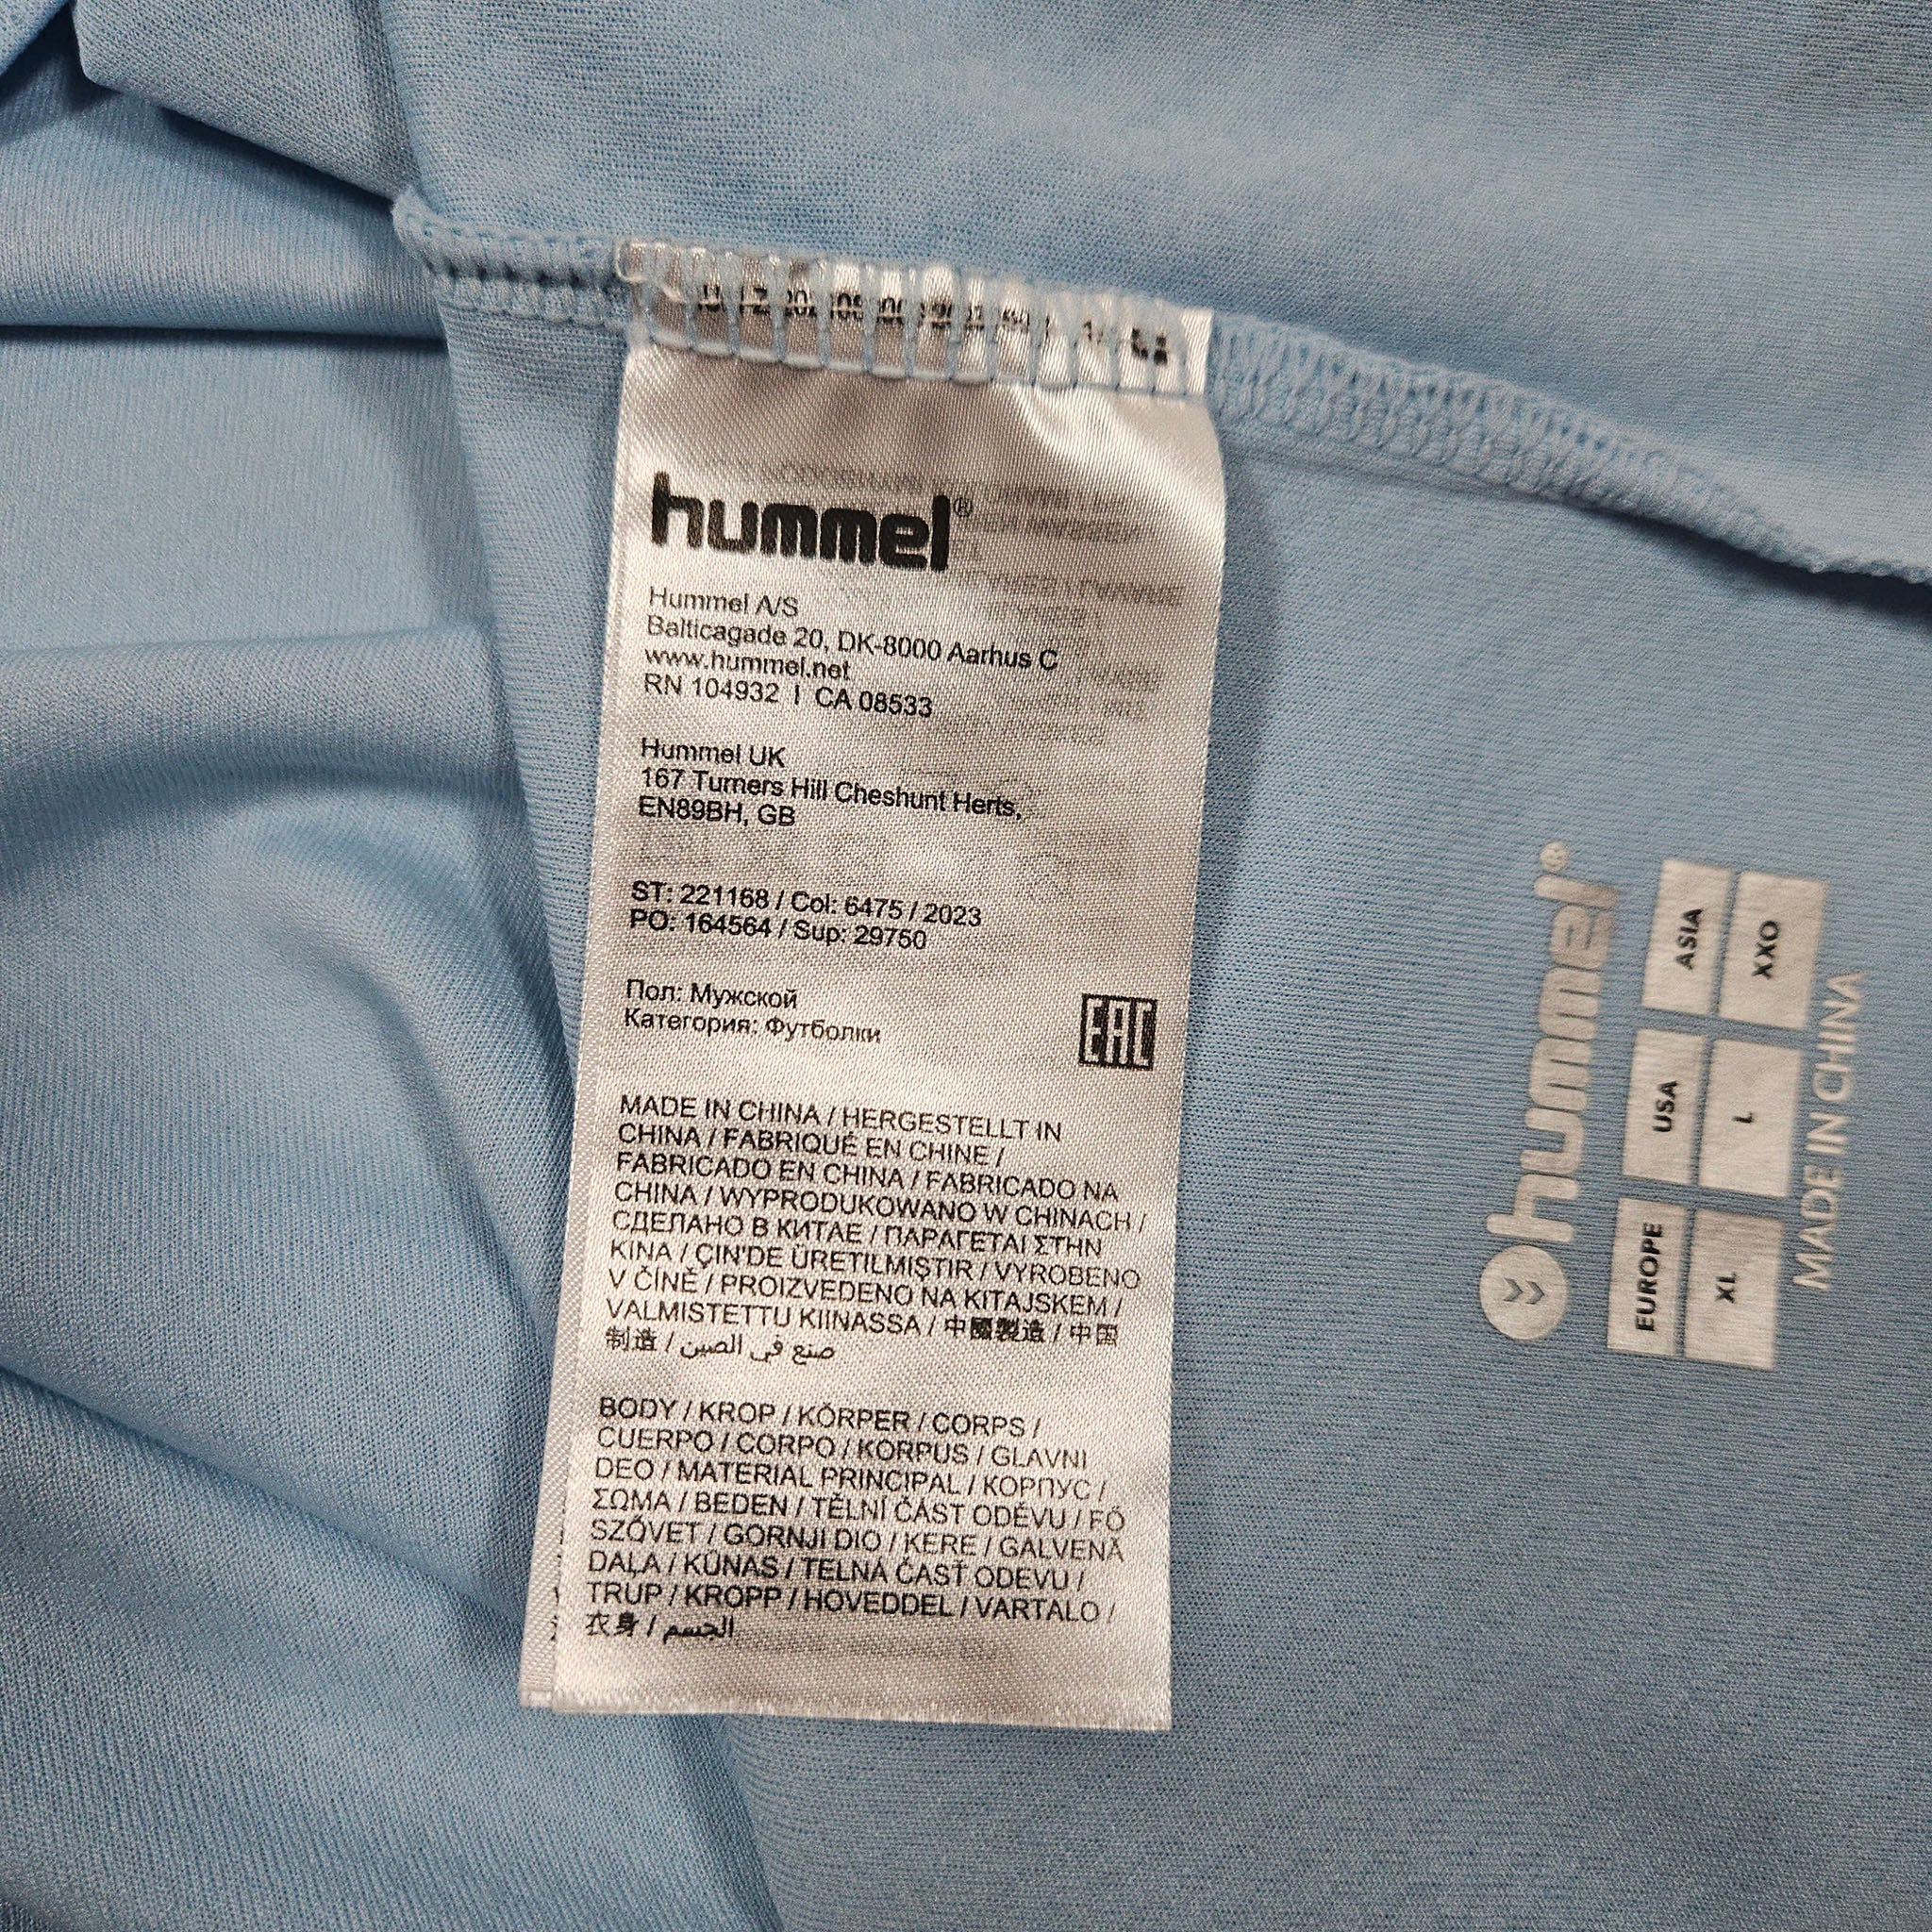 hummel®
Hummel A/S
Balticagade 20, DK-8000 Aarhus C
www.hummel.net
RN 104932 | CA 08533
Hummel UK
167 Turners Hill Cheshunt Herts,
EN89BH, GB
ST: 221168 / Col: 6475 / 2023
PO: 164564 / Sup: 29750
Пол: Мужской
Категория: Футболки
EAC
MADE IN CHINA / HERGESTELLT IN
CHINA / FABRIQUÉ EN CHINE /
FABRICADO EN CHINA / FABRICADO NA
CHINA / WYPRODUKOWANO W CHINACH /
СДЕЛАНО В КИТАЕ / ΠΑΡΑΓΕΤΑΙ ΣΤΗΝ
ΚΙΝΑ / ÇIN'DE ÜRETILMIŞTIR / VYROBENO
V ČÍNĚ / PROIZVEDENO NA KITAJSKEM /
VALMISTETTU KIINASSA / 中國製造 / 中国
制造 / صنع في الصين
BODY / KROP / KÖRPER / CORPS /
CUERPO / CORPO / KORPUS / GLAVNI
DEO / MATERIAL PRINCIPAL / КОРПУС /
ΣΩΜΑ / BEDEN / TĚLNÍ ČÁST ODĚVU / FŐ
SZÖVET / GORNJI DIO / KERE / GALVENĀ
DAĻA / KŪNAS / TELNÁ ČASŤ ODEVU /
TRUP / KROPP / HOVEDDEL / VARTALO /
衣身 / الجسم
hummel®
EUROPE USA ASIA
XL L XXO
MADE IN CHINA